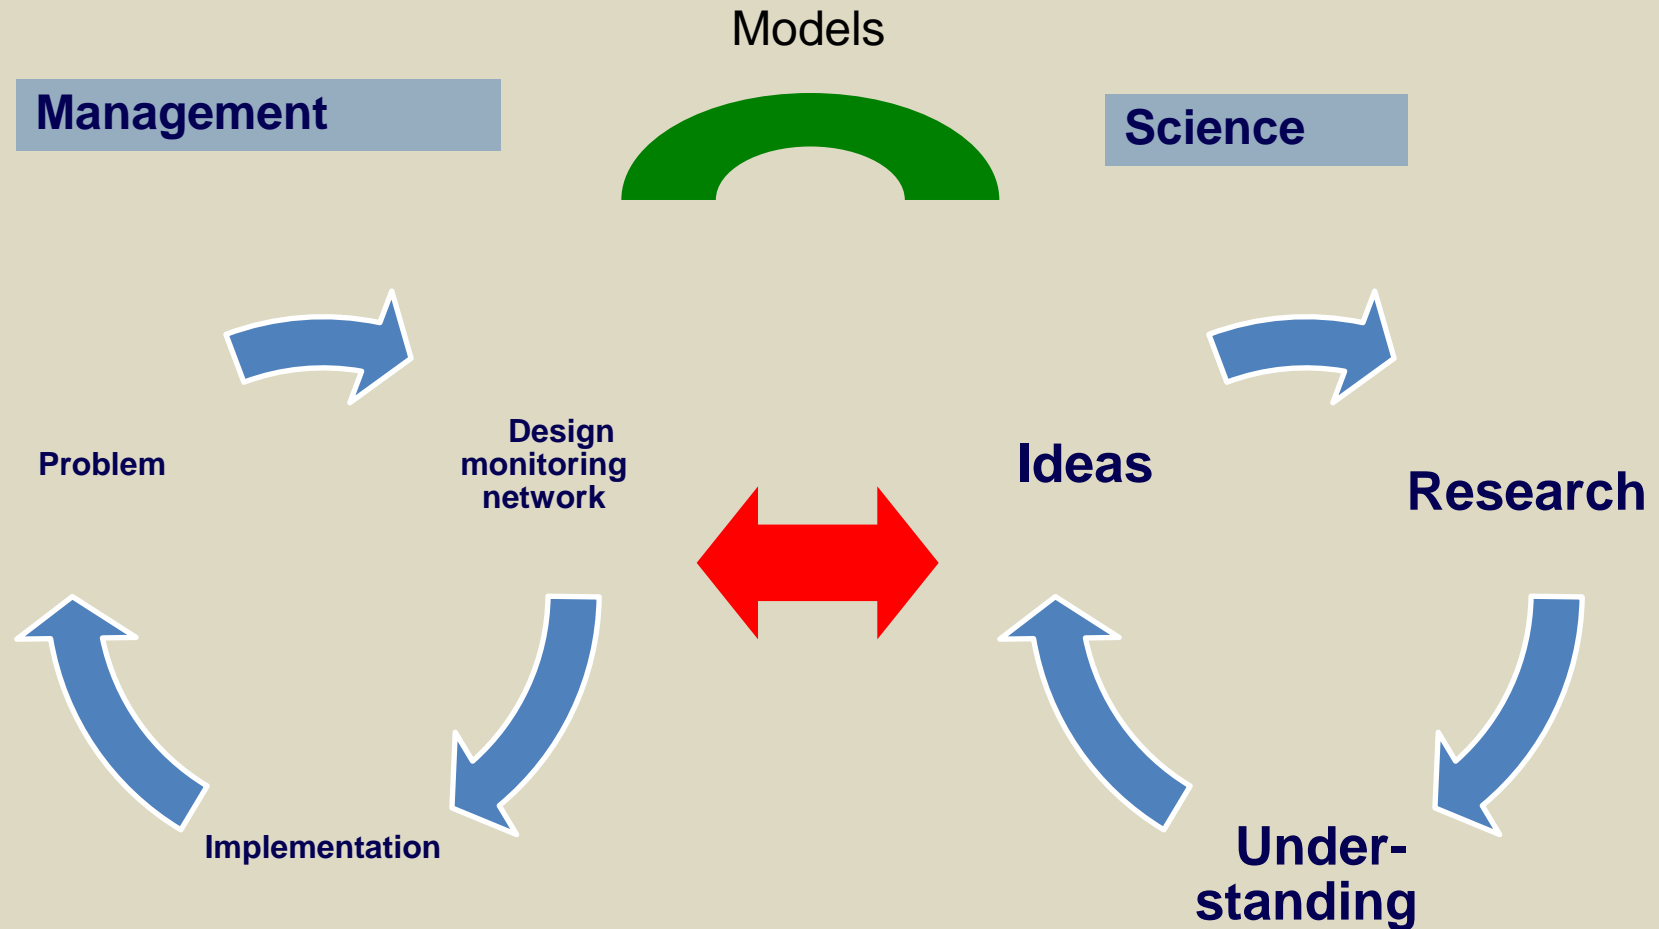 Models
Management
Science
Problem
Design
monitoring
network
Implementation
Ideas
Research
Under-
standing